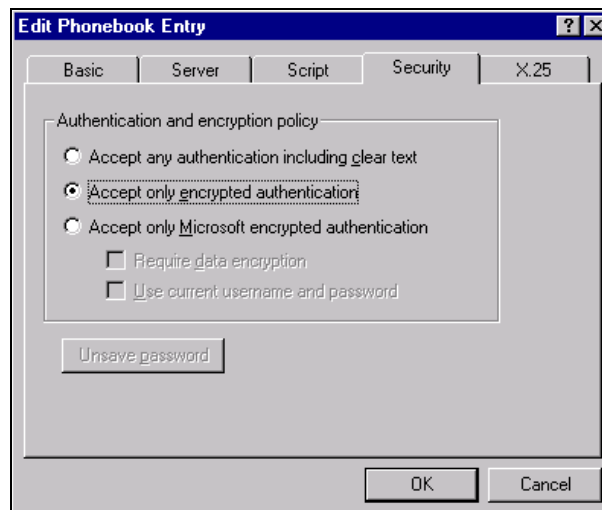 Edit Phonebook Entry
Basic Server Script Security X.25
Authentication and encryption policy
Accept any authentication including clear text
Accept only encrypted authentication
Accept only Microsoft encrypted authentication
Require data encryption
Use current username and password
Unsave password
OK Cancel